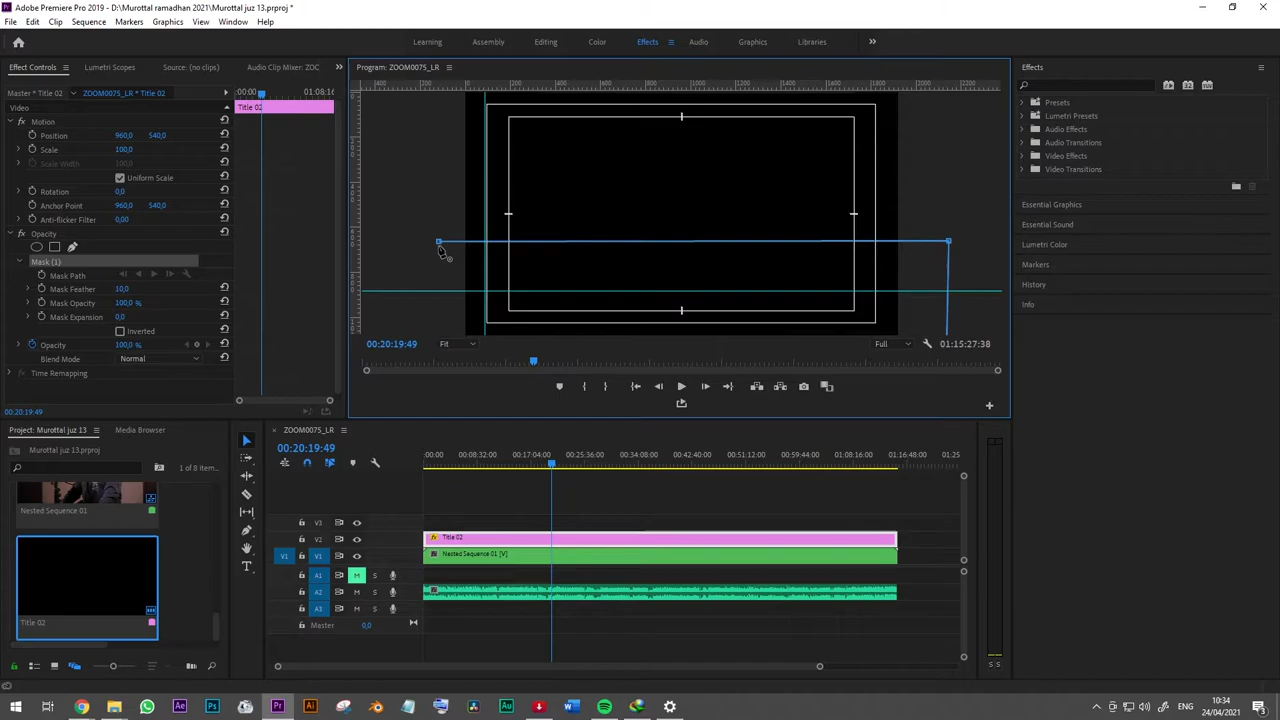 Adobe Premiere Pro 2019 - D:\Murottal ramadhan 2021\Murottal juz 13.prproj *
File Edit Clip Sequence Markers Graphics View Window Help
Learning Assembly Editing Color Effects Audio Graphics Libraries
Effect Controls Lumetri Scopes Source: (no clips) Audio Clip Mixer: ZOC
Master * Title 02 ZOOM0075_LR * Title 02
:00:00 01:08:16
Video
Title 02
Motion
Position 960,0 540,0
Scale 100,0
Scale Width 100,0
Uniform Scale
Rotation 0,0
Anchor Point 960,0 540,0
Anti-flicker Filter 0,00
Opacity
Mask (1)
Mask Path
Mask Feather 10,0
Mask Opacity 100,0 %
Mask Expansion 0,0
Inverted
Opacity 100,0 %
Blend Mode Normal
Time Remapping
00:20:19:49
Program: ZOOM0075_LR
00:20:19:49 Fit Full 01:15:27:38
Effects
Presets
Lumetri Presets
Audio Effects
Audio Transitions
Video Effects
Video Transitions
Essential Graphics
Essential Sound
Lumetri Color
Markers
History
Info
Project: Murottal juz 13 Media Browser
Murottal juz 13.prproj
1 of 8 item...
Nested Sequence 01
Title 02
ZOOM0075_LR
00:20:19:49
:00:00 00:08:32:00 00:17:04:00 00:25:36:00 00:34:08:00 00:42:40:00 00:51:12:00 00:59:44:00 01:08:16:00 01:16:48:00 01:25
V3
V2 Title 02
V1 V1 Nested Sequence 01 [V]
A1 M S
A2 M S
A3 M S
Master 0,0
S S
ENG 10:34
24/04/2021